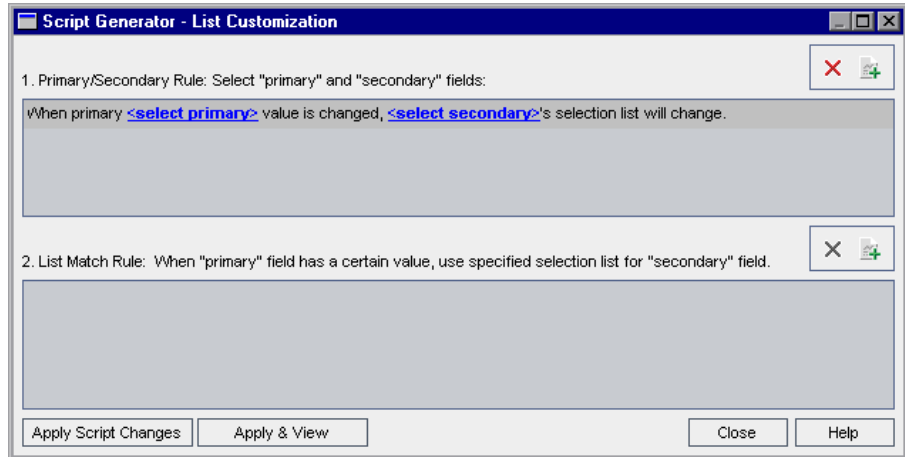 Script Generator - List Customization
1. Primary/Secondary Rule: Select "primary" and "secondary" fields:
When primary <select primary> value is changed, <select secondary>'s selection list will change.
2. List Match Rule:  When "primary" field has a certain value, use specified selection list for "secondary" field.
Apply Script Changes
Apply & View
Close
Help